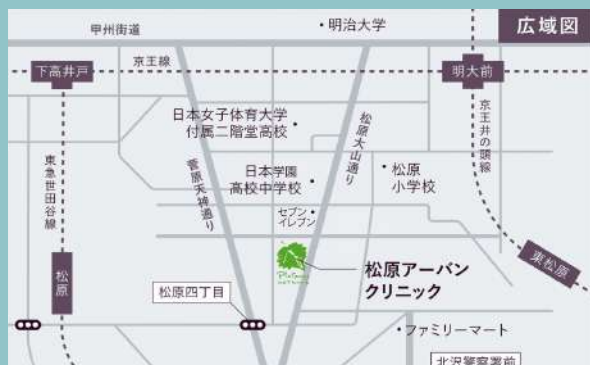 広域図
甲州街道
・明治大学
京王線
下高井戸
明大前
日本女子体育大学
付属二階堂高校・
松原大山通り
京王井の頭線
東急世田谷線
菅原天神通り
日本学園
高校中学校・
・松原
小学校
セブン・
イレブン
松原
東松原
松原アーバン
クリニック
松原四丁目
・ファミリーマート
北沢警察署前